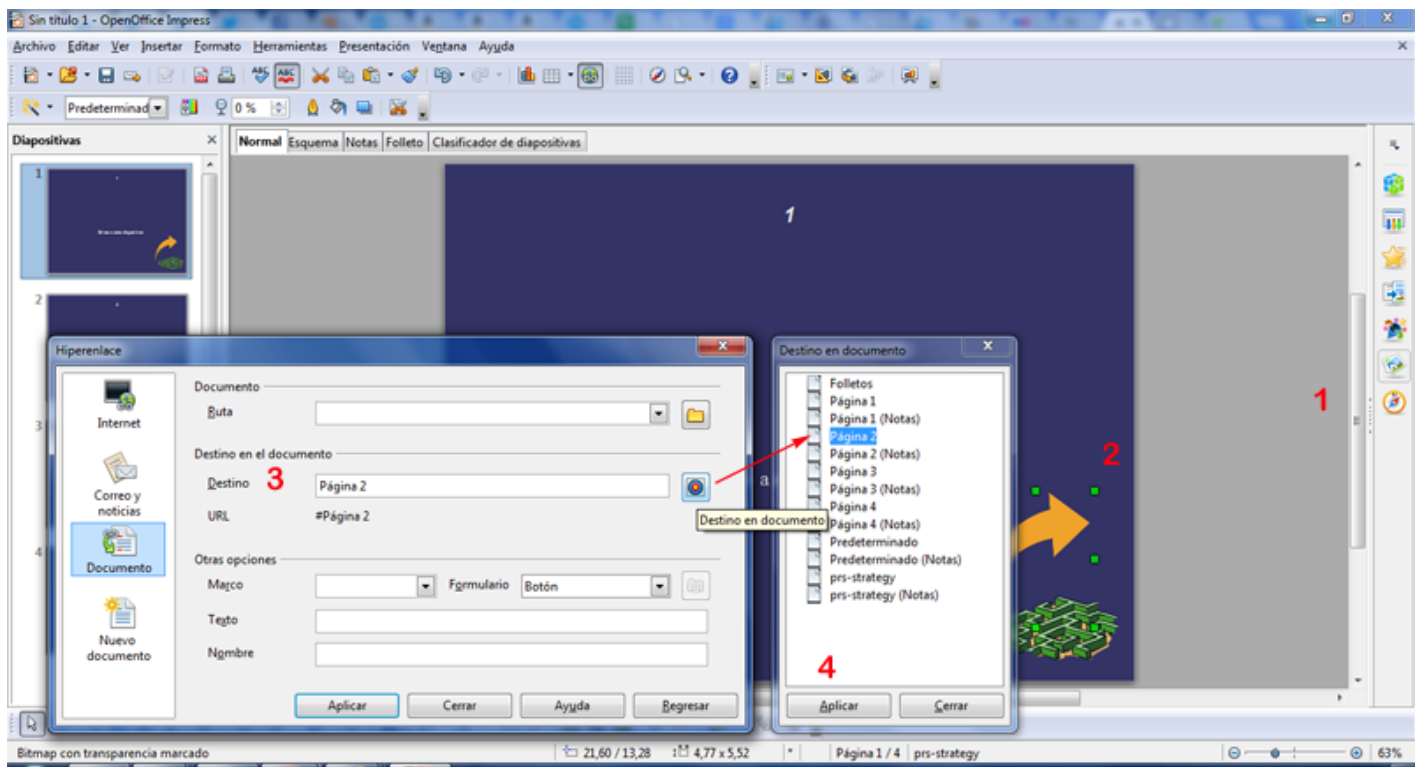 Sin título 1 - OpenOffice Impress
Archivo Editar Ver Insertar Formato Herramientas Presentación Ventana Ayuda
Predeterminad 0 %
Diapositivas
Normal Esquema Notas Folleto Clasificador de diapositivas
1
1
2
3
4
Hiperenlace
Internet
Correo y
noticias
Documento
Nuevo
documento
Documento
Ruta
Destino en el documento
Destino 3 Página 2
URL #Página 2
Destino en documento
Otras opciones
Marco Formulario Botón
Texto
Nombre
Aplicar Cerrar Ayuda Regresar
a
Destino en documento
Folletos
Página 1
Página 1 (Notas)
Página 2
Página 2 (Notas)
Página 3
Página 3 (Notas)
Página 4
Página 4 (Notas)
Predeterminado
Predeterminado (Notas)
prs-strategy
prs-strategy (Notas)
4
Aplicar Cerrar
1
2
Bitmap con transparencia marcado 21,60 / 13,28 4,77 x 5,52 * Página 1 / 4 prs-strategy 63%